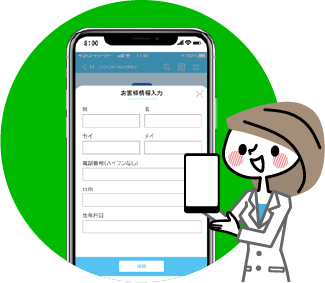 8:00
お客様情報入力
姓 名
セイ メイ
電話番号(ハイフンなし)
住所
生年月日
送信